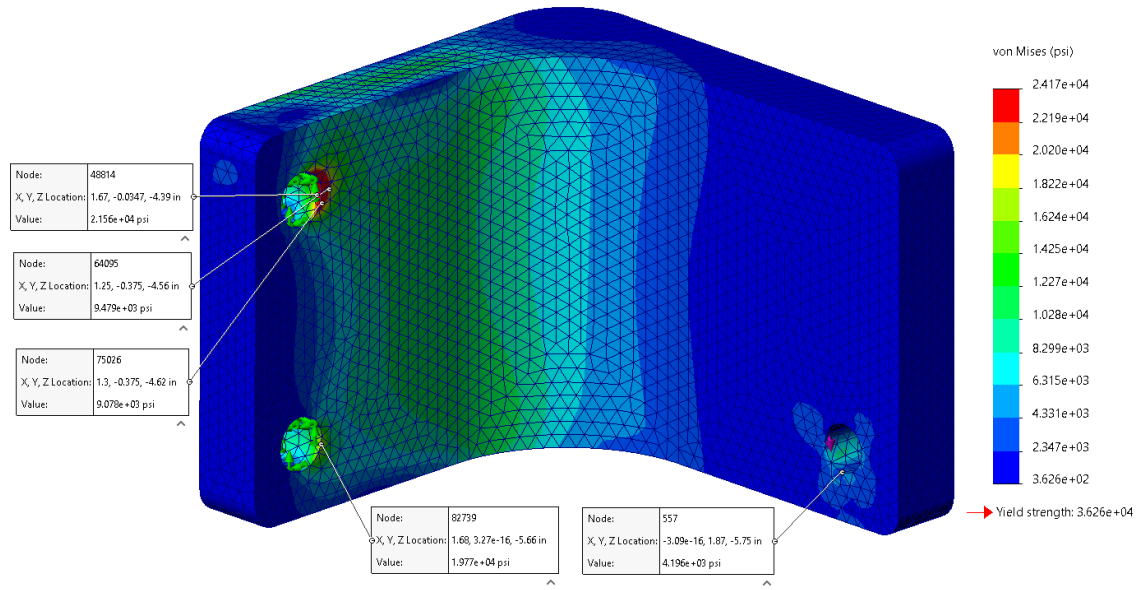 von Mises (psi)
2.417e+04
2.219e+04
2.020e+04
1.822e+04
1.624e+04
1.425e+04
1.227e+04
1.028e+04
8.299e+03
6.315e+03
4.331e+03
2.347e+03
3.626e+02
Yield strength: 3.626e+04
Node: 48814
X, Y, Z Location: 1.67, -0.0347, -4.39 in
Value: 2.156e+04 psi
Node: 64095
X, Y, Z Location: 1.25, -0.375, -4.56 in
Value: 9.479e+03 psi
Node: 75026
X, Y, Z Location: 1.3, -0.375, -4.62 in
Value: 9.078e+03 psi
Node: 82739
X, Y, Z Location: 1.68, 3.27e-16, -5.66 in
Value: 1.977e+04 psi
Node: 557
X, Y, Z Location: -3.09e-16, 1.87, -5.75 in
Value: 4.196e+03 psi